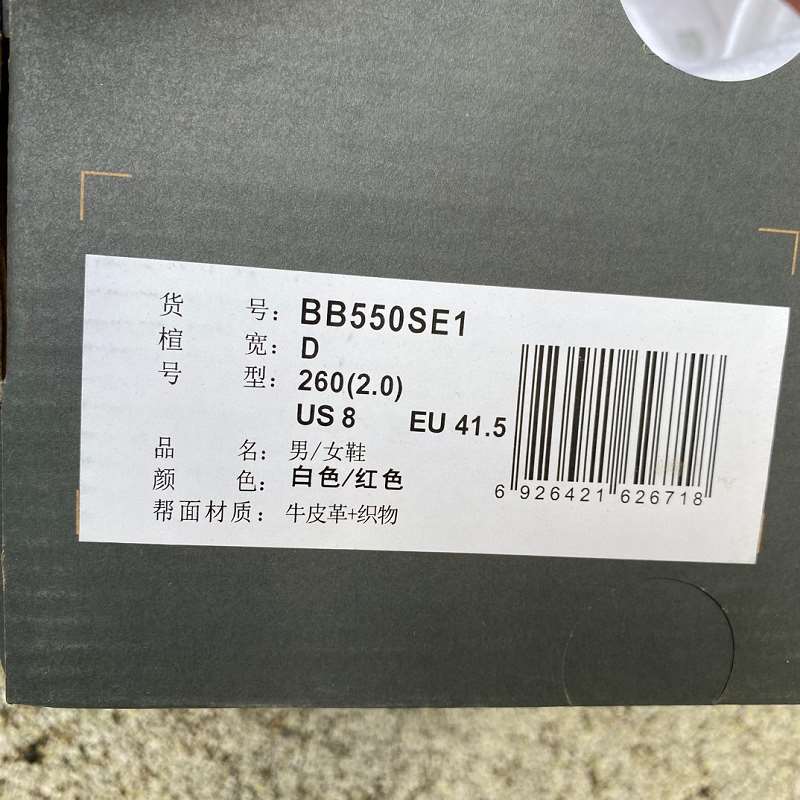 货 号：BB550SE1
楦 宽：D
号 型：260(2.0)
US 8 EU 41.5
品 名：男/女鞋
颜 色：白色/红色
帮面材质：牛皮革+织物
6 926421 626718